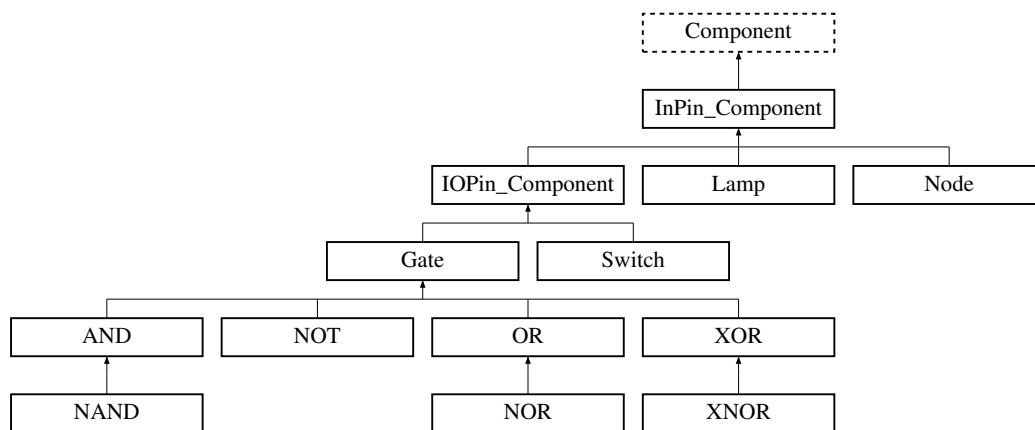 Component
InPin_Component
IOPin_Component
Lamp
Node
Gate
Switch
AND
NOT
OR
XOR
NAND
NOR
XNOR